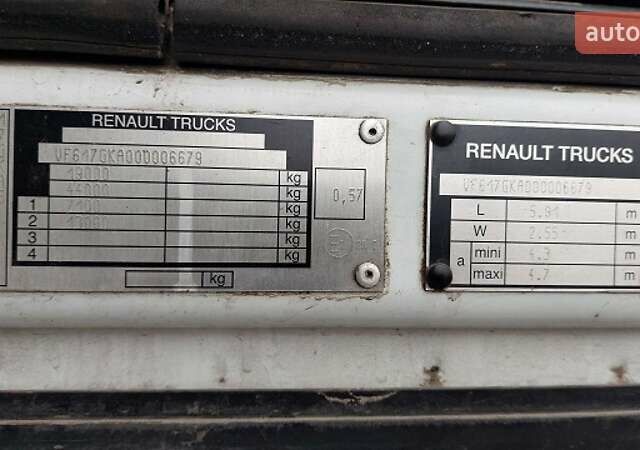 auto
RENAULT TRUCKS
VF617GKA000006679
19000 kg
44000 kg
1 7100 kg
2 13000 kg
3 kg
4 kg
kg
0,57
RENAULT TRUCKS
VF617GKA000006679
L 5.91 m
W 2.55 m
a mini 4.3 m
maxi 4.7 m